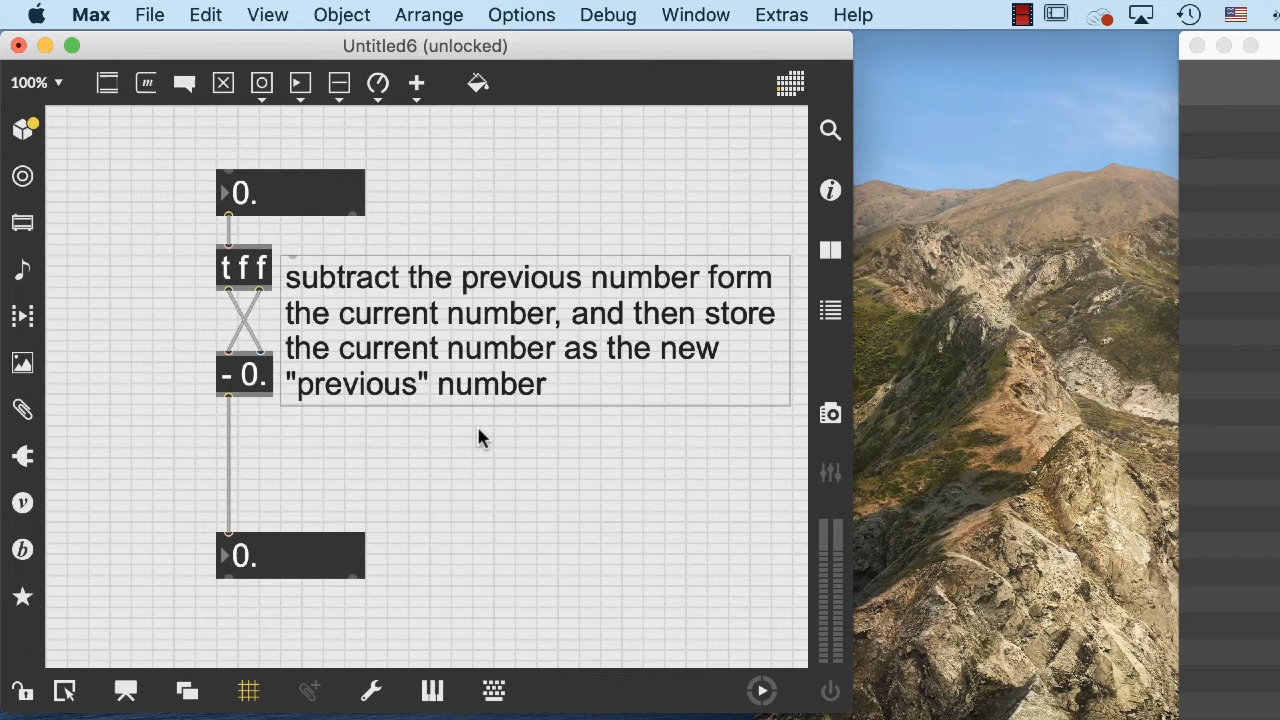 Max File Edit View Object Arrange Options Debug Window Extras Help
Untitled6 (unlocked)
100%
m
0.
t f f
subtract the previous number form
the current number, and then store
the current number as the new
"previous" number
- 0.
0.
v
b